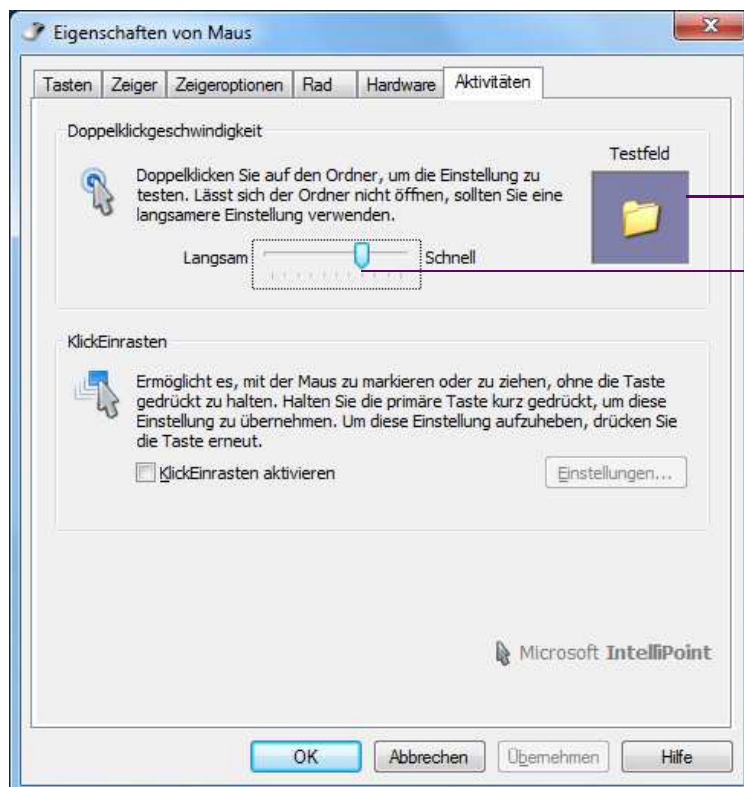 Eigenschaften von Maus
Tasten Zeiger Zeigeroptionen Rad Hardware Aktivitäten
Doppelklickgeschwindigkeit
Testfeld
Doppelklicken Sie auf den Ordner, um die Einstellung zu
testen. Lässt sich der Ordner nicht öffnen, sollten Sie eine
langsamere Einstellung verwenden.
Langsam Schnell
KlickEinrasten
Ermöglicht es, mit der Maus zu markieren oder zu ziehen, ohne die Taste
gedrückt zu halten. Halten Sie die primäre Taste kurz gedrückt, um diese
Einstellung zu übernehmen. Um diese Einstellung aufzuheben, drücken Sie
die Taste erneut.
KlickEinrasten aktivieren
Einstellungen...
Microsoft IntelliPoint
OK Abbrechen Übernehmen Hilfe